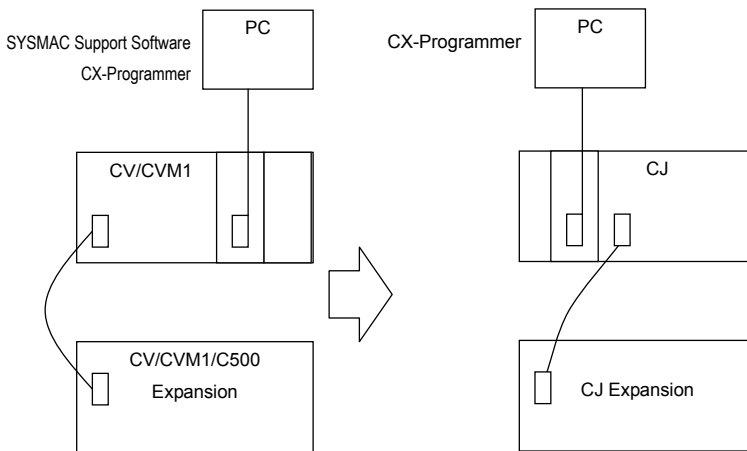 PC
SYSMAC Support Software
CX-Programmer
CV/CVM1
CV/CVM1/C500
Expansion
PC
CX-Programmer
CJ
CJ Expansion